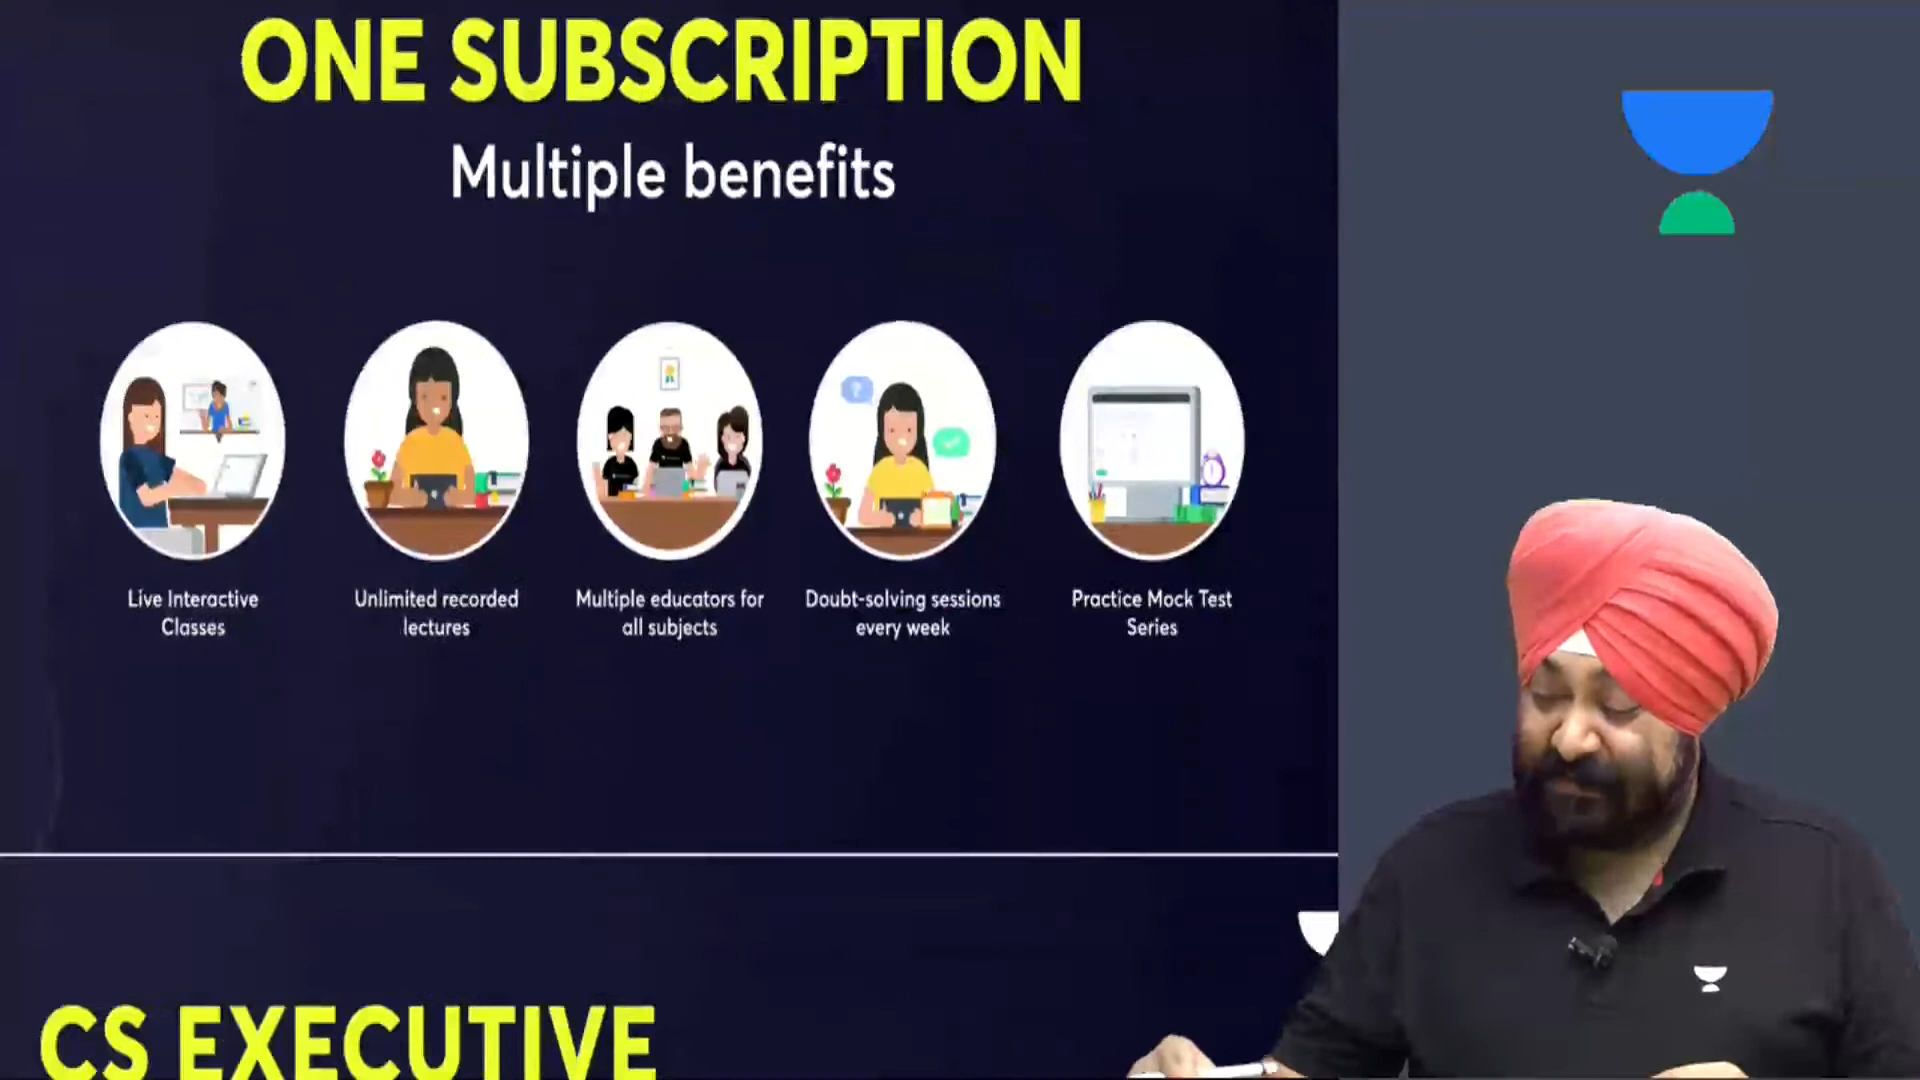 ONE SUBSCRIPTION
Multiple benefits
Live Interactive
Classes
Unlimited recorded
lectures
Multiple educators for
all subjects
Doubt-solving sessions
every week
Practice Mock Test
Series
CS EXECUTIVE